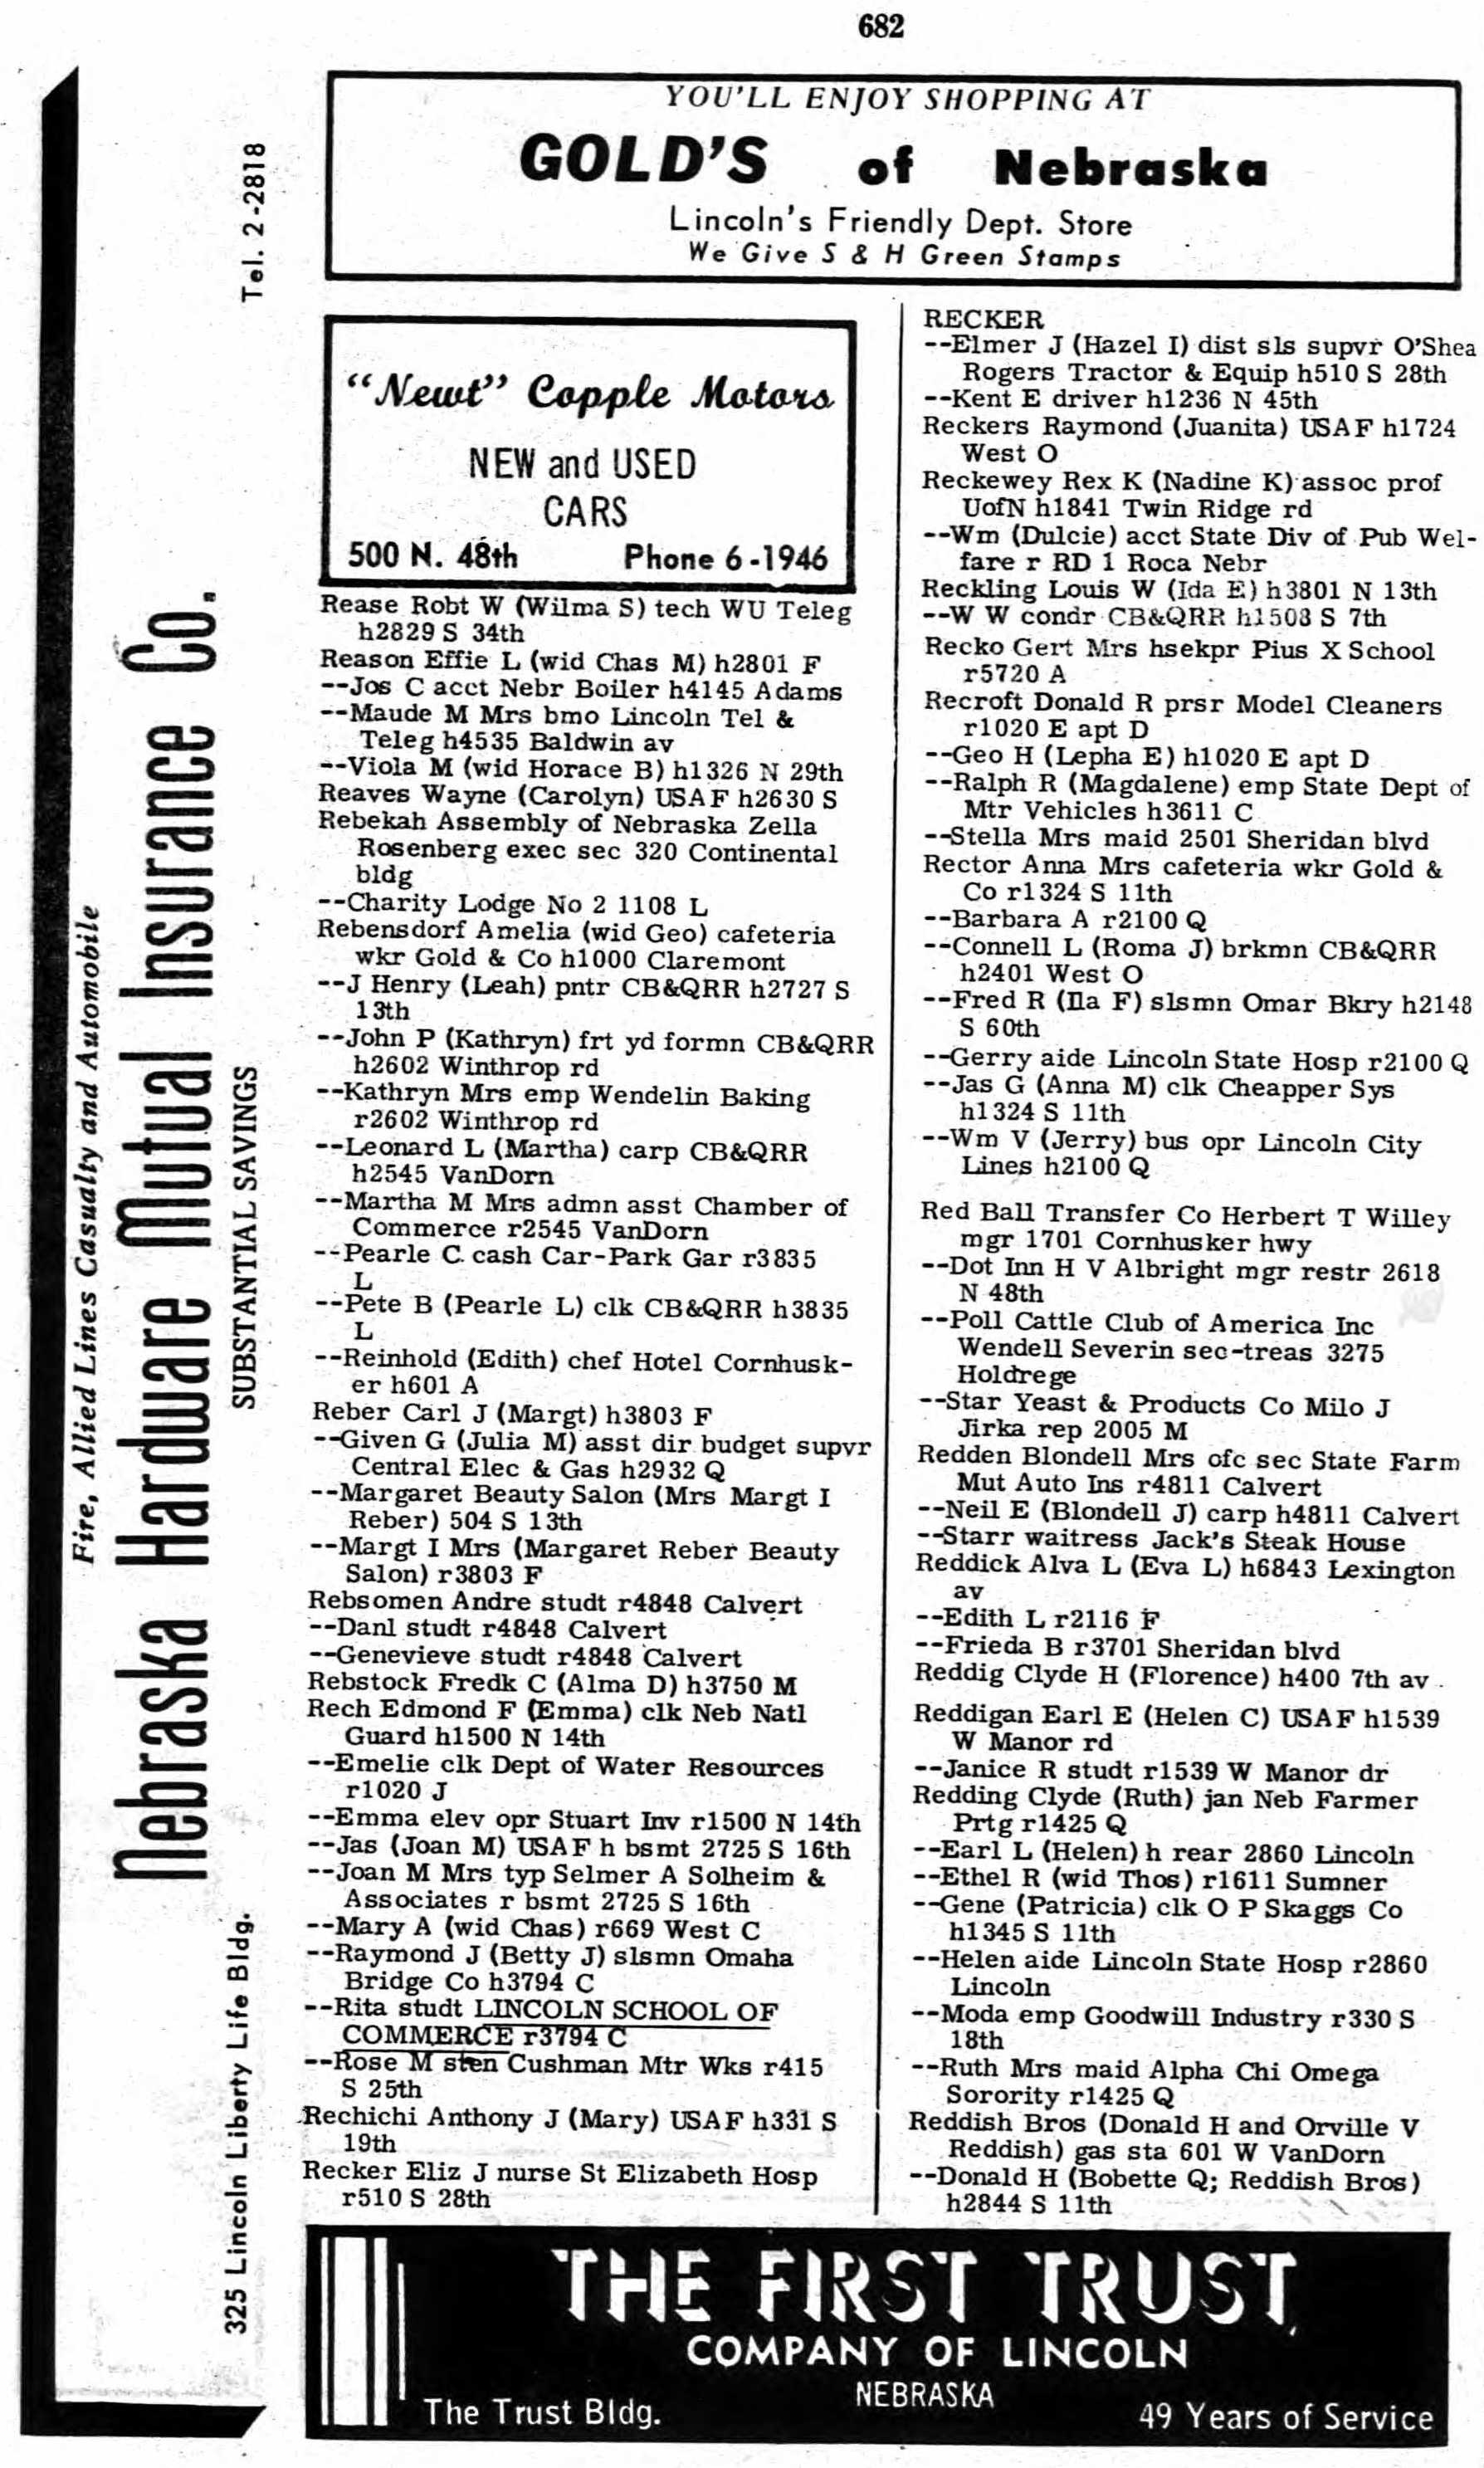 682
YOU'LL ENJOY SHOPPING AT
GOLD'S of Nebraska
Lincoln's Friendly Dept. Store
We Give S & H Green Stamps
Fire, Allied Lines Casualty and Automobile
Nebraska Hardware Mutual Insurance Co.
SUBSTANTIAL SAVINGS
325 Lincoln Liberty Life Bldg.
Tel. 2-2818
"Newt" Copple Motors
NEW and USED
CARS
500 N. 48th Phone 6-1946
Rease Robt W (Wilma S) tech WU Teleg
h2829 S 34th
Reason Effie L (wid Chas M) h2801 F
--Jos C acct Nebr Boiler h4145 Adams
--Maude M Mrs bmo Lincoln Tel &
Teleg h4535 Baldwin av
--Viola M (wid Horace B) h1326 N 29th
Reaves Wayne (Carolyn) USAF h2630 S
Rebekah Assembly of Nebraska Zella
Rosenberg exec sec 320 Continental
bldg
--Charity Lodge No 2 1108 L
Rebensdorf Amelia (wid Geo) cafeteria
wkr Gold & Co h1000 Claremont
--J Henry (Leah) pntr CB&QRR h2727 S
13th
--John P (Kathryn) frt yd formn CB&QRR
h2602 Winthrop rd
--Kathryn Mrs emp Wendelin Baking
r2602 Winthrop rd
--Leonard L (Martha) carp CB&QRR
h2545 VanDorn
--Martha M Mrs admn asst Chamber of
Commerce r2545 VanDorn
--Pearle C cash Car-Park Gar r3835
L
--Pete B (Pearle L) clk CB&QRR h3835
L
--Reinhold (Edith) chef Hotel Cornhusk-
er h601 A
Reber Carl J (Margt) h3803 F
--Given G (Julia M) asst dir budget supvr
Central Elec & Gas h2932 Q
--Margaret Beauty Salon (Mrs Margt I
Reber) 504 S 13th
--Margt I Mrs (Margaret Reber Beauty
Salon) r3803 F
Rebsomen Andre studt r4848 Calvert
--Danl studt r4848 Calvert
--Genevieve studt r4848 Calvert
Rebstock Fredk C (Alma D) h3750 M
Rech Edmond F (Emma) clk Neb Natl
Guard h1500 N 14th
--Emelie clk Dept of Water Resources
r1020 J
--Emma elev opr Stuart Inv r1500 N 14th
--Jas (Joan M) USAF h bsmt 2725 S 16th
--Joan M Mrs typ Selmer A Solheim &
Associates r bsmt 2725 S 16th
--Mary A (wid Chas) r669 West C
--Raymond J (Betty J) slsmn Omaha
Bridge Co h3794 C
--Rita studt LINCOLN SCHOOL OF
COMMERCE r3794 C
--Rose M sten Cushman Mtr Wks r415
S 25th
Rechichi Anthony J (Mary) USAF h331 S
19th
Recker Eliz J nurse St Elizabeth Hosp
r510 S 28th
RECKER
--Elmer J (Hazel I) dist sls supvr O'Shea
Rogers Tractor & Equip h510 S 28th
--Kent E driver h1236 N 45th
Reckers Raymond (Juanita) USAF h1724
West O
Reckewey Rex K (Nadine K) assoc prof
UofN h1841 Twin Ridge rd
--Wm (Dulcie) acct State Div of Pub Wel-
fare r RD 1 Roca Nebr
Reckling Louis W (Ida E) h3801 N 13th
--W W condr CB&QRR h1508 S 7th
Recko Gert Mrs hsekpr Pius X School
r5720 A
Recroft Donald R prsr Model Cleaners
r1020 E apt D
--Geo H (Lepha E) h1020 E apt D
--Ralph R (Magdalene) emp State Dept of
Mtr Vehicles h3611 C
--Stella Mrs maid 2501 Sheridan blvd
Rector Anna Mrs cafeteria wkr Gold &
Co r1324 S 11th
--Barbara A r2100 Q
--Connell L (Roma J) brkmn CB&QRR
h2401 West O
--Fred R (Ila F) slsmn Omar Bkry h2148
S 60th
--Gerry aide Lincoln State Hosp r2100 Q
--Jas G (Anna M) clk Cheapper Sys
h1324 S 11th
--Wm V (Jerry) bus opr Lincoln City
Lines h2100 Q
Red Ball Transfer Co Herbert T Willey
mgr 1701 Cornhusker hwy
--Dot Inn H V Albright mgr restr 2618
N 48th
--Poll Cattle Club of America Inc
Wendell Severin sec-treas 3275
Holdrege
--Star Yeast & Products Co Milo J
Jirka rep 2005 M
Redden Blondell Mrs ofc sec State Farm
Mut Auto Ins r4811 Calvert
--Neil E (Blondell J) carp h4811 Calvert
--Starr waitress Jack's Steak House
Reddick Alva L (Eva L) h6843 Lexington
av
--Edith L r2116 F
--Frieda B r3701 Sheridan blvd
Reddig Clyde H (Florence) h400 7th av
Reddigan Earl E (Helen C) USAF h1539
W Manor rd
--Janice R studt r1539 W Manor dr
Redding Clyde (Ruth) jan Neb Farmer
Prtg r1425 Q
--Earl L (Helen) h rear 2860 Lincoln
--Ethel R (wid Thos) r1611 Sumner
--Gene (Patricia) clk O P Skaggs Co
h1345 S 11th
--Helen aide Lincoln State Hosp r2860
Lincoln
--Moda emp Goodwill Industry r330 S
18th
--Ruth Mrs maid Alpha Chi Omega
Sorority r1425 Q
Reddish Bros (Donald H and Orville V
Reddish) gas sta 601 W VanDorn
--Donald H (Bobette Q; Reddish Bros)
h2844 S 11th
THE FIRST TRUST
COMPANY OF LINCOLN
NEBRASKA
The Trust Bldg. 49 Years of Service